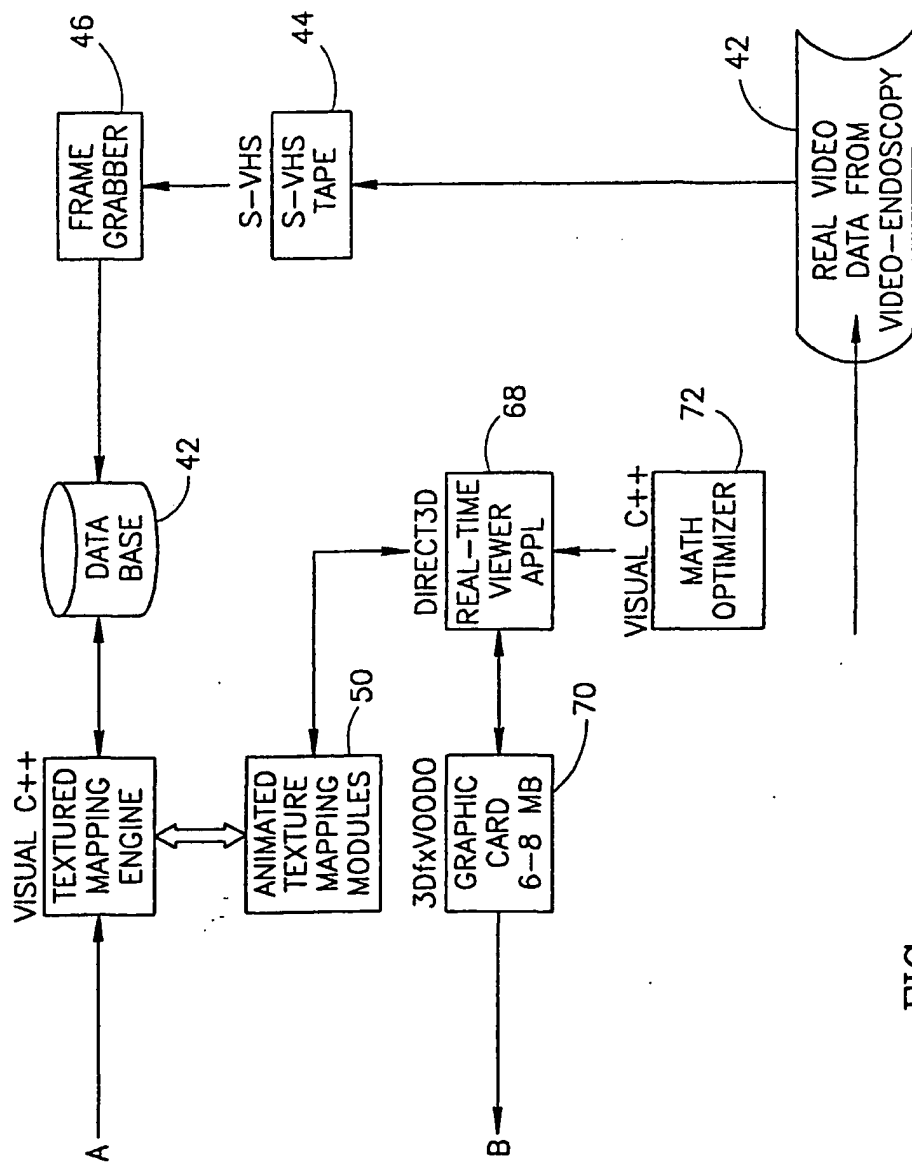 A
VISUAL C++
TEXTURED
MAPPING
ENGINE
DATA
BASE
42
FRAME
GRABBER
46
ANIMATED
TEXTURE
MAPPING
MODULES
50
S-VHS
S-VHS
TAPE
44
B
3DfxVOODO
GRAPHIC
CARD
6-8 MB
70
DIRECT3D
REAL-TIME
VIEWER
APPL
68
VISUAL C++
MATH
OPTIMIZER
72
REAL VIDEO
DATA FROM
VIDEO-ENDOSCOPY
42
FIG